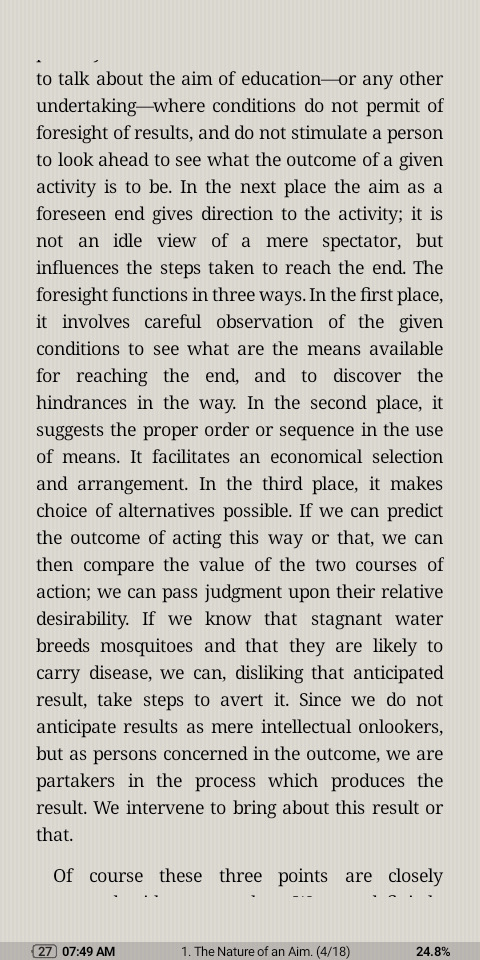 to talk about the aim of education—or any other
undertaking—where conditions do not permit of
foresight of results, and do not stimulate a person
to look ahead to see what the outcome of a given
activity is to be. In the next place the aim as a
foreseen end gives direction to the activity; it is
not an idle view of a mere spectator, but
influences the steps taken to reach the end. The
foresight functions in three ways. In the first place,
it involves careful observation of the given
conditions to see what are the means available
for reaching the end, and to discover the
hindrances in the way. In the second place, it
suggests the proper order or sequence in the use
of means. It facilitates an economical selection
and arrangement. In the third place, it makes
choice of alternatives possible. If we can predict
the outcome of acting this way or that, we can
then compare the value of the two courses of
action; we can pass judgment upon their relative
desirability. If we know that stagnant water
breeds mosquitoes and that they are likely to
carry disease, we can, disliking that anticipated
result, take steps to avert it. Since we do not
anticipate results as mere intellectual onlookers,
but as persons concerned in the outcome, we are
partakers in the process which produces the
result. We intervene to bring about this result or
that.
Of course these three points are closely
27 07:49 AM 1. The Nature of an Aim. (4/18) 24.8%